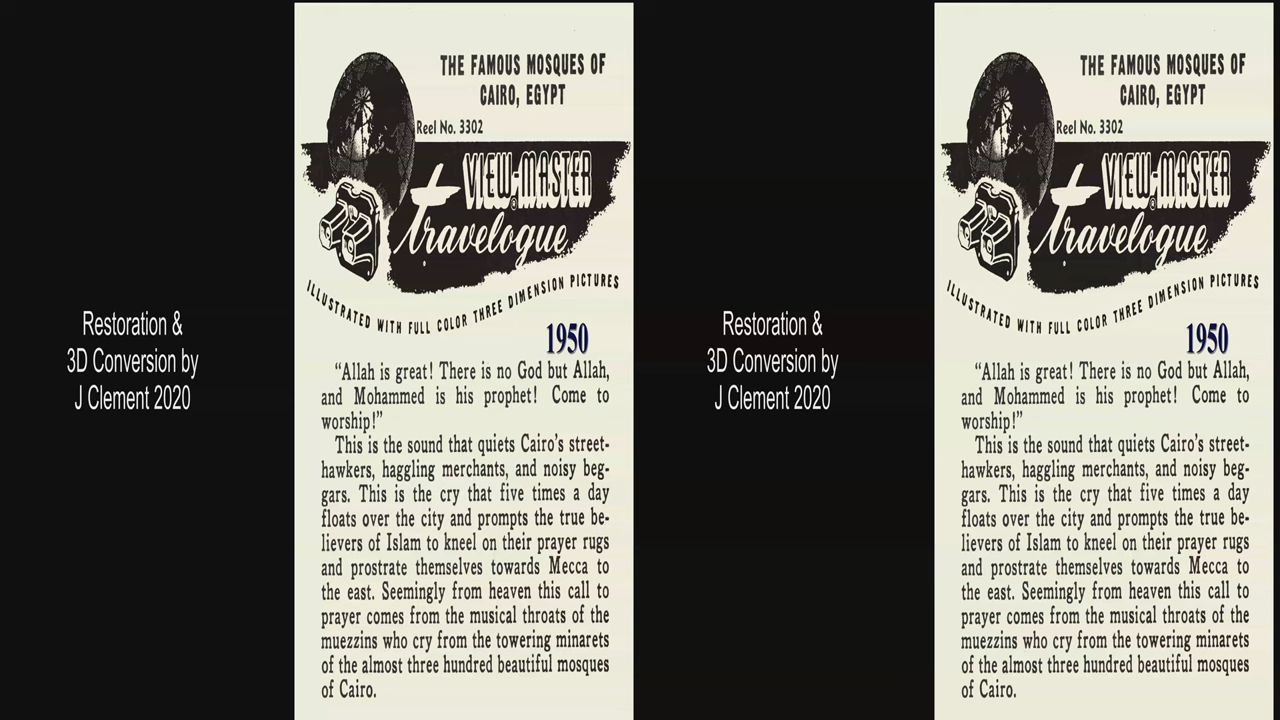 Restoration &
3D Conversion by
J Clement 2020
THE FAMOUS MOSQUES OF
CAIRO, EGYPT
Reel No. 3302
VIEW-MASTER
®
travelogue
ILLUSTRATED WITH FULL COLOR THREE DIMENSION PICTURES
1950
“Allah is great! There is no God but Allah,
and Mohammed is his prophet! Come to
worship!”
This is the sound that quiets Cairo's street-
hawkers, haggling merchants, and noisy beg-
gars. This is the cry that five times a day
floats over the city and prompts the true be-
lievers of Islam to kneel on their prayer rugs
and prostrate themselves towards Mecca to
the east. Seemingly from heaven this call to
prayer comes from the musical throats of the
muezzins who cry from the towering minarets
of the almost three hundred beautiful mosques
of Cairo.
Restoration &
3D Conversion by
J Clement 2020
THE FAMOUS MOSQUES OF
CAIRO, EGYPT
Reel No. 3302
VIEW-MASTER
®
travelogue
ILLUSTRATED WITH FULL COLOR THREE DIMENSION PICTURES
1950
“Allah is great! There is no God but Allah,
and Mohammed is his prophet! Come to
worship!”
This is the sound that quiets Cairo's street-
hawkers, haggling merchants, and noisy beg-
gars. This is the cry that five times a day
floats over the city and prompts the true be-
lievers of Islam to kneel on their prayer rugs
and prostrate themselves towards Mecca to
the east. Seemingly from heaven this call to
prayer comes from the musical throats of the
muezzins who cry from the towering minarets
of the almost three hundred beautiful mosques
of Cairo.